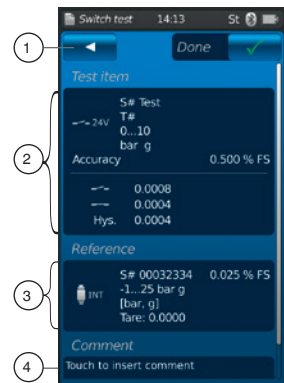 Switch test 14:13 St
1
Done
Test item
2
S# Test
24V T#
0...10
bar g
Accuracy 0.500 % FS
0.0008
0.0004
Hys. 0.0004
Reference
3
S# 00032334 0.025 % FS
INT -1...25 bar g
[bar, g]
Tare: 0.0000
Comment
4
Touch to insert comment